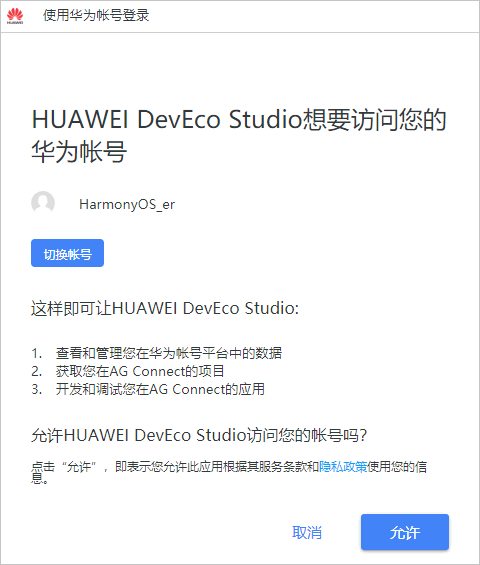 HUAWEI
使用华为帐号登录
HUAWEI DevEco Studio想要访问您的
华为帐号
HarmonyOS_er
切换帐号
这样即可让HUAWEI DevEco Studio:
1. 查看和管理您在华为帐号平台中的数据
2. 获取您在AG Connect的项目
3. 开发和调试您在AG Connect的应用
允许HUAWEI DevEco Studio访问您的帐号吗?
点击“允许”，即表示您允许此应用根据其服务条款和隐私政策使用您的信
息。
取消
允许